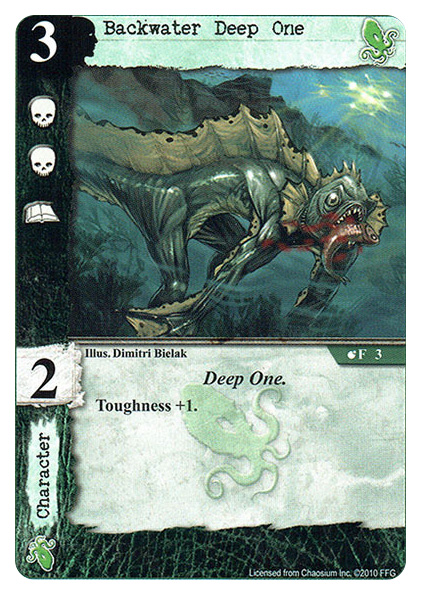 3
Backwater Deep One
Illus. Dimitri Bielak
F 3
2
Deep One.
Toughness +1.
Character
Licensed from Chaosium Inc. ©2010 FFG